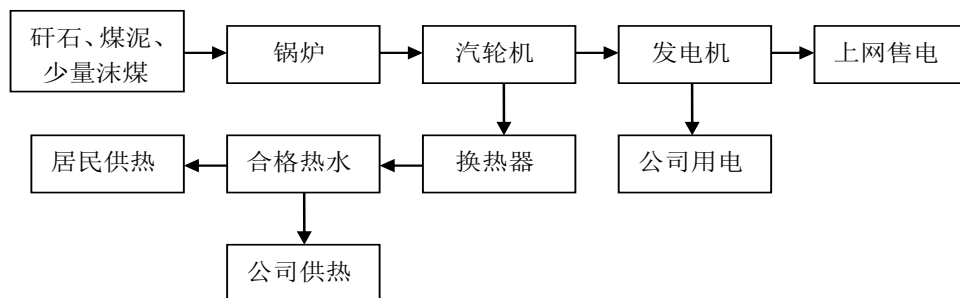 矸石、煤泥、
少量沫煤
锅炉
汽轮机
发电机
上网售电
居民供热
合格热水
换热器
公司用电
公司供热